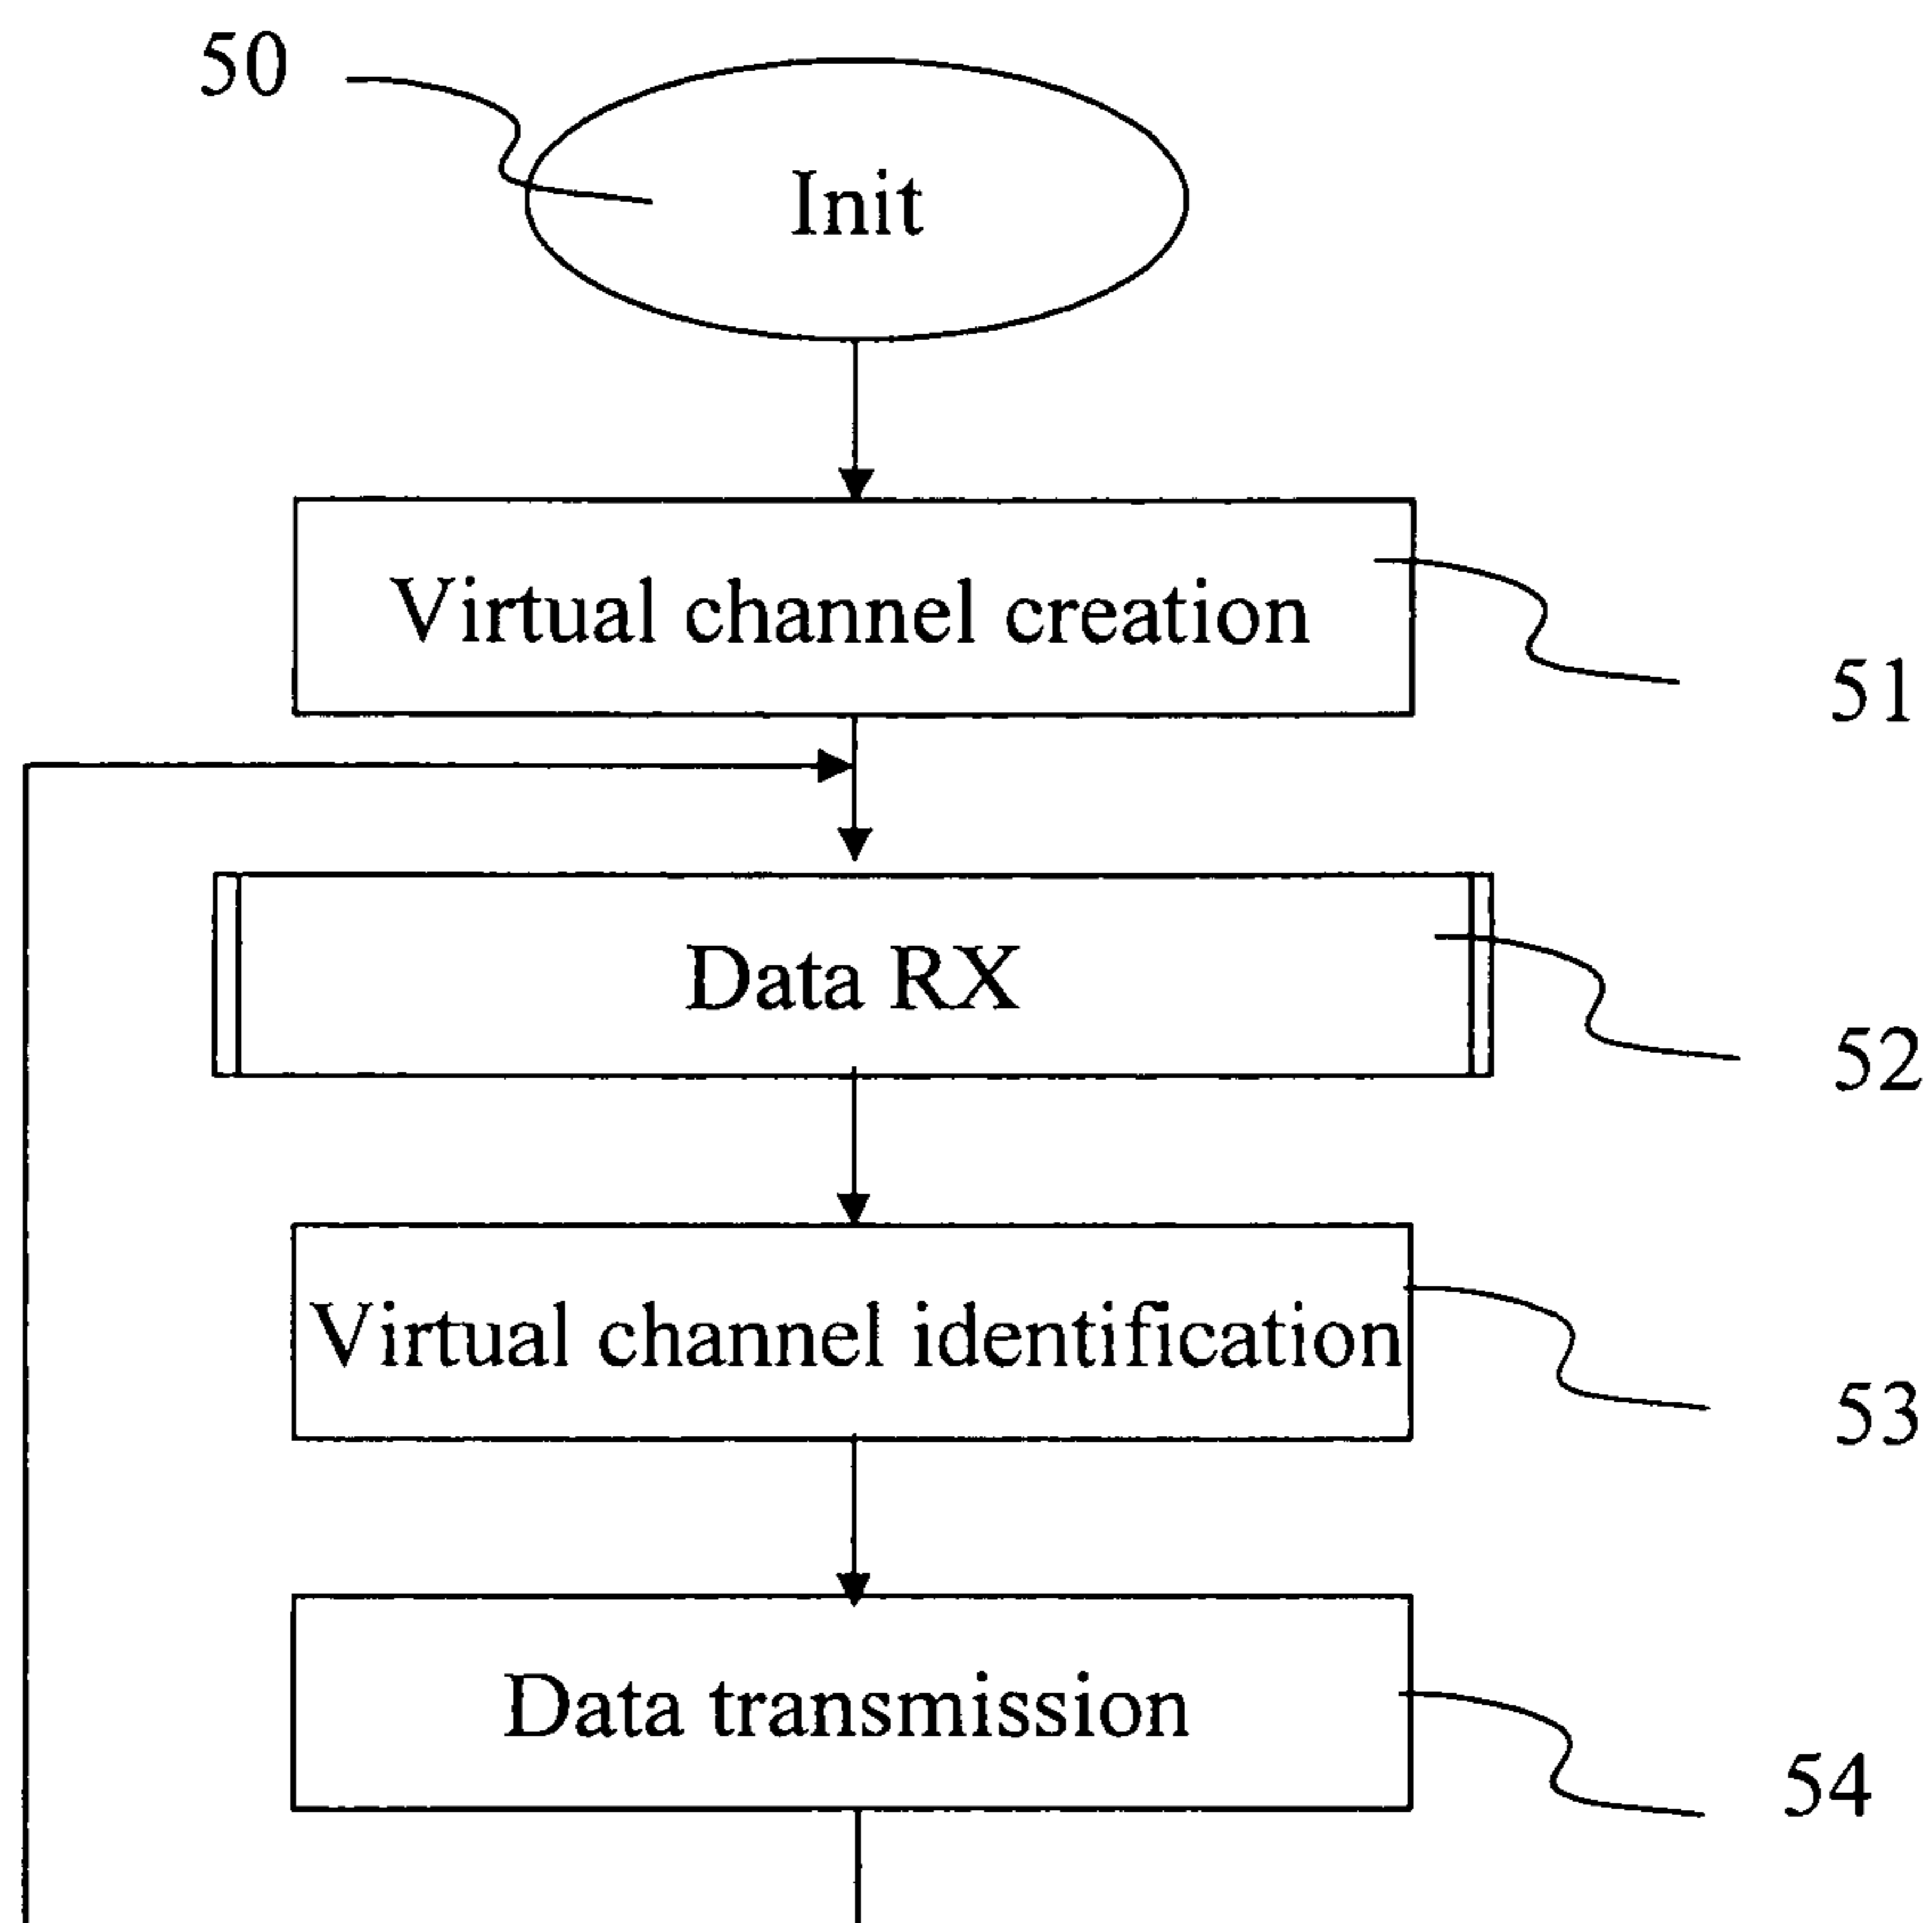 50
Init
Virtual channel creation
51
Data RX
52
Virtual channel identification
53
Data transmission
54